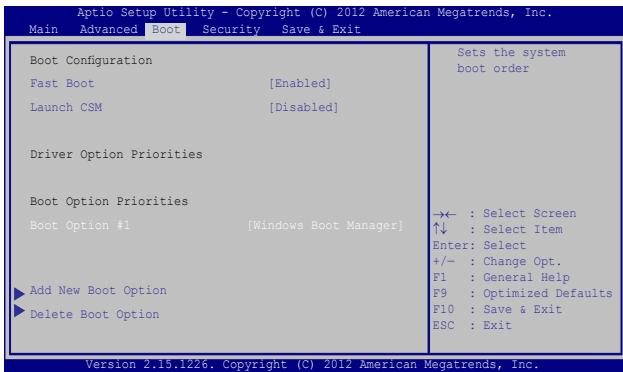 Aptio Setup Utility - Copyright (C) 2012 American Megatrends, Inc.
Main Advanced Boot Security Save & Exit
Boot Configuration
Fast Boot [Enabled]
Launch CSM [Disabled]
Driver Option Priorities
Boot Option Priorities
Boot Option #1 [Windows Boot Manager]
Add New Boot Option
Delete Boot Option
Sets the system
boot order
→← : Select Screen
↑↓ : Select Item
Enter: Select
+/— : Change Opt.
F1 : General Help
F9 : Optimized Defaults
F10 : Save & Exit
ESC : Exit
Version 2.15.1226. Copyright (C) 2012 American Megatrends, Inc.